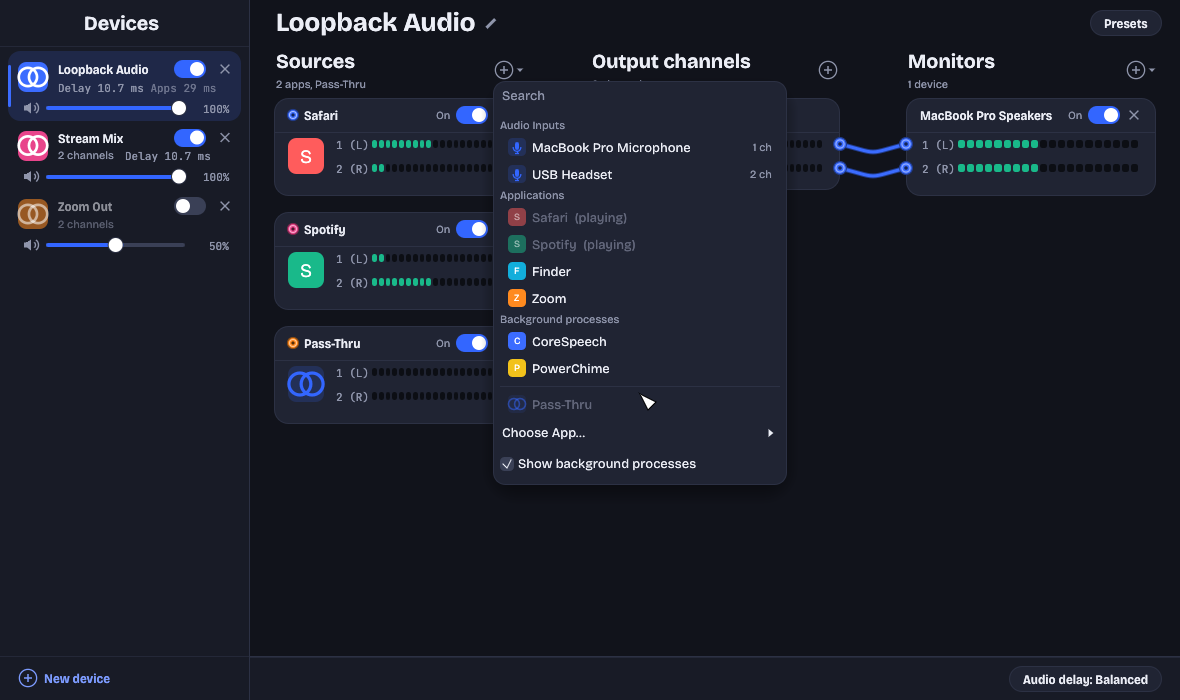 Devices
Loopback Audio
Delay 10.7 ms Apps 29 ms
100%
Stream Mix
2 channels Delay 10.7 ms
100%
Zoom Out
2 channels
50%
New device
Loopback Audio
Presets
Sources
2 apps, Pass-Thru
Safari On
S
1 (L)
2 (R)
Spotify On
S
1 (L)
2 (R)
Pass-Thru On
1 (L)
2 (R)
Search
Audio Inputs
MacBook Pro Microphone 1 ch
USB Headset 2 ch
Applications
S Safari (playing)
S Spotify (playing)
F Finder
Z Zoom
Background processes
C CoreSpeech
P PowerChime
Pass-Thru
Choose App...
Show background processes
Output channels
Monitors
1 device
MacBook Pro Speakers On
1 (L)
2 (R)
Audio delay: Balanced